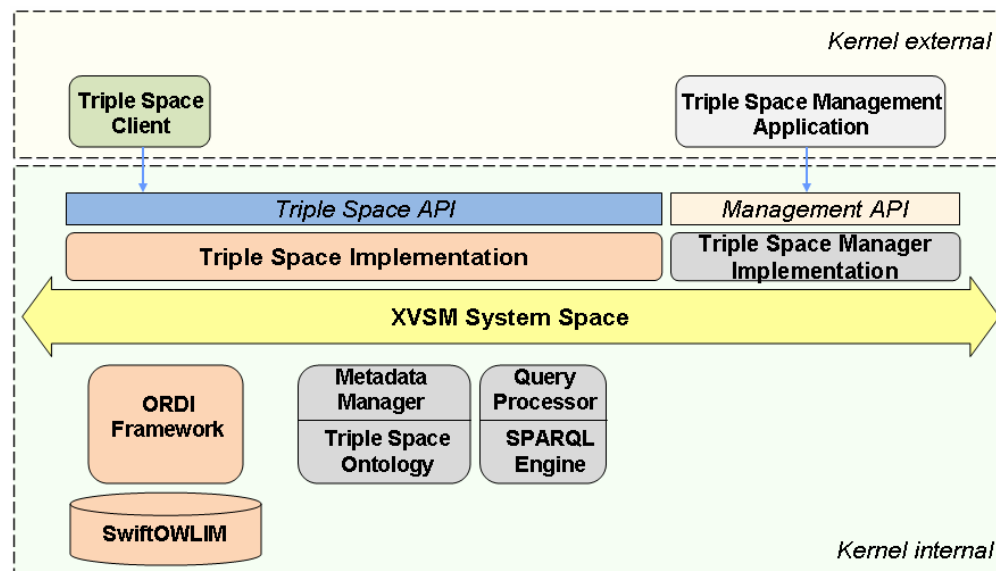 Kernel external
Triple Space
Client
Triple Space Management
Application
Triple Space API
Management API
Triple Space Implementation
Triple Space Manager
Implementation
XVSM System Space
ORDI
Framework
Metadata
Manager
Triple Space
Ontology
Query
Processor
SPARQL
Engine
SwiftOWLIM
Kernel internal